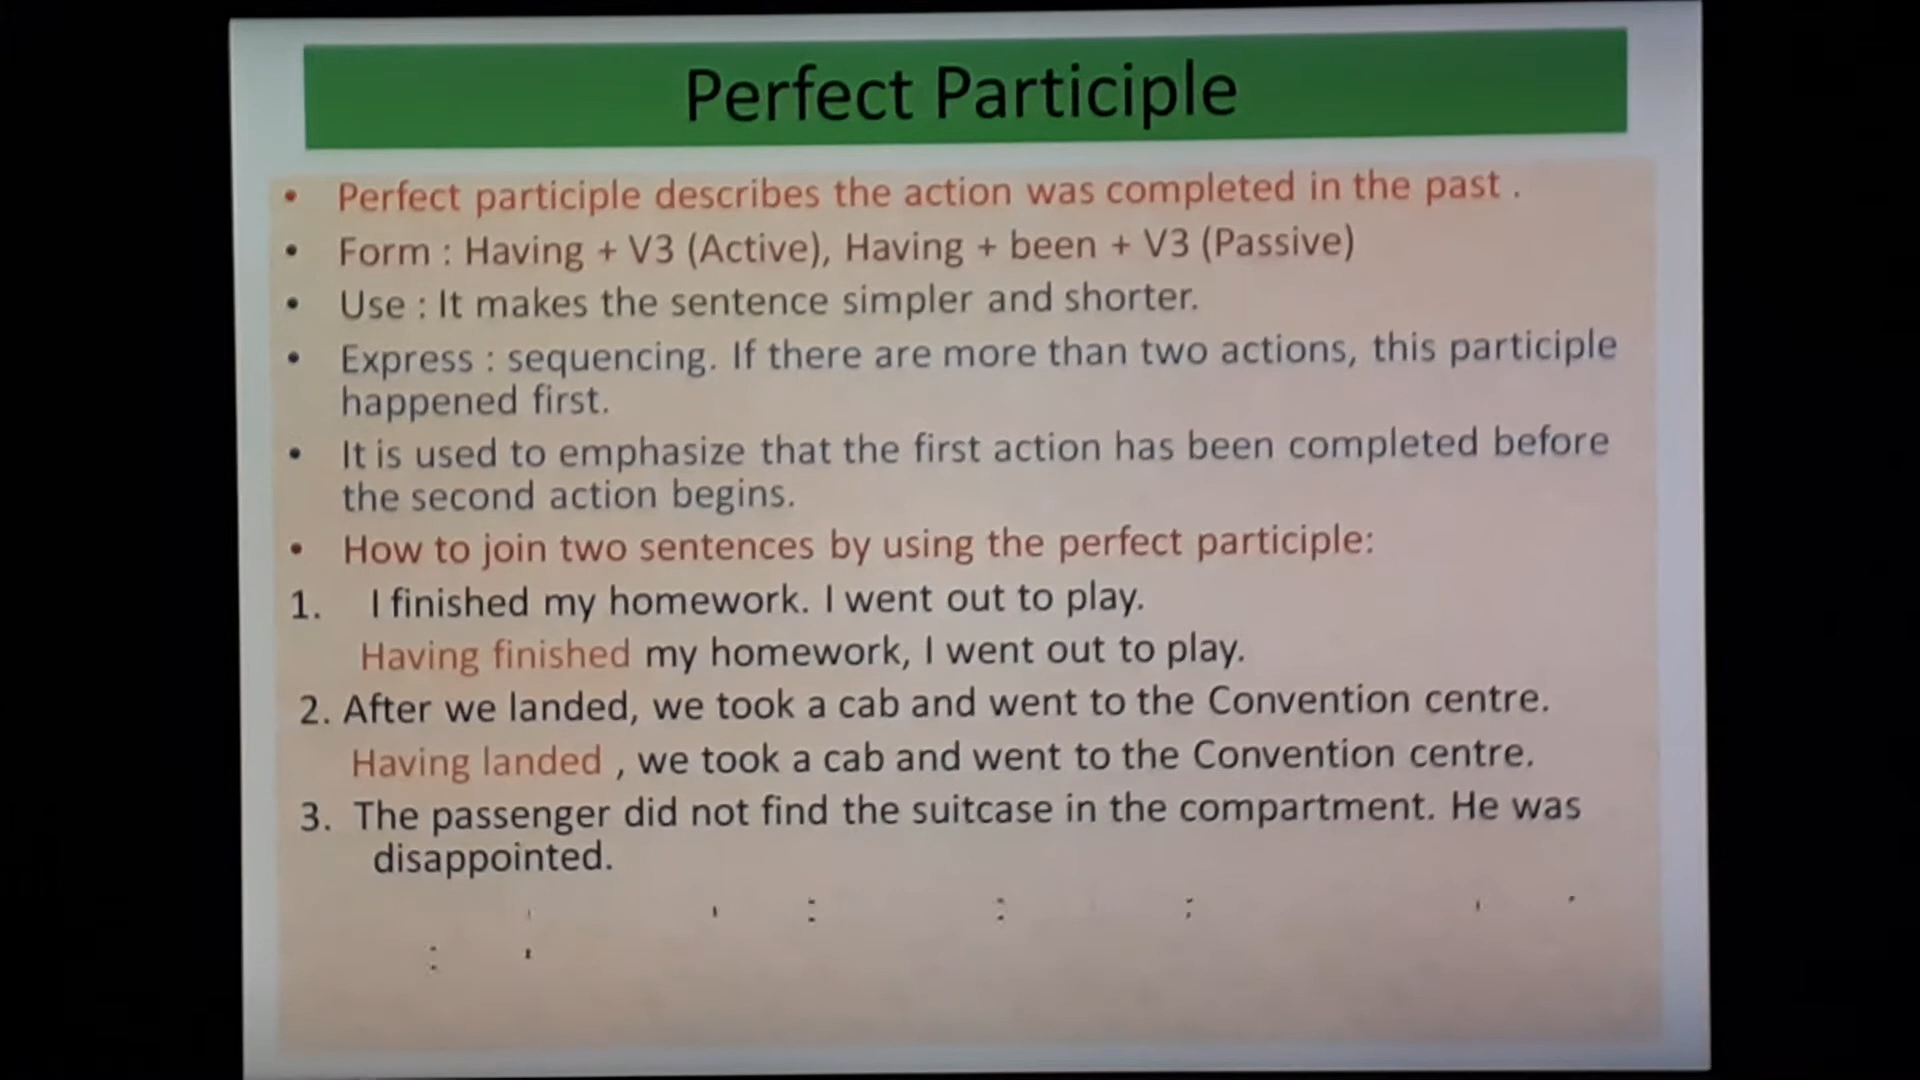 Perfect Participle
• Perfect participle describes the action was completed in the past .
• Form : Having + V3 (Active), Having + been + V3 (Passive)
• Use : It makes the sentence simpler and shorter.
• Express : sequencing. If there are more than two actions, this participle
happened first.
• It is used to emphasize that the first action has been completed before
the second action begins.
• How to join two sentences by using the perfect participle:
1. I finished my homework. I went out to play.
Having finished my homework, I went out to play.
2. After we landed, we took a cab and went to the Convention centre.
Having landed , we took a cab and went to the Convention centre.
3. The passenger did not find the suitcase in the compartment. He was
disappointed.